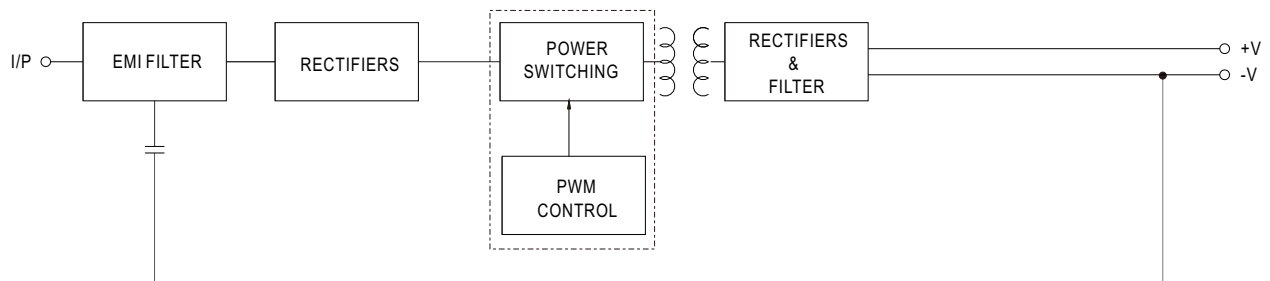 I/P
EMI FILTER
RECTIFIERS
POWER
SWITCHING
PWM
CONTROL
RECTIFIERS
&
FILTER
+V
-V